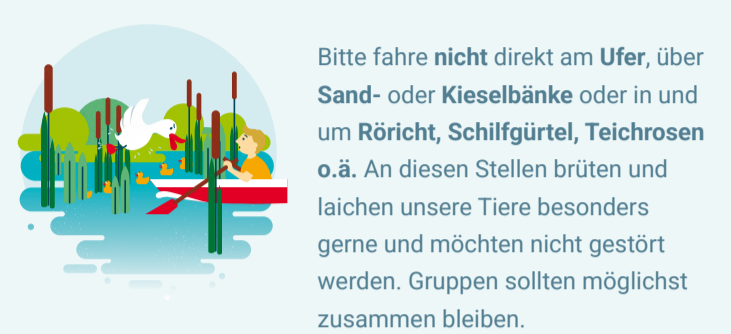 Bitte fahre nicht direkt am Ufer, über
Sand- oder Kieselbänke oder in und
um Röricht, Schilfgürtel, Teichrosen
o.ä. An diesen Stellen brüten und
laichen unsere Tiere besonders
gerne und möchten nicht gestört
werden. Gruppen sollten möglichst
zusammen bleiben.